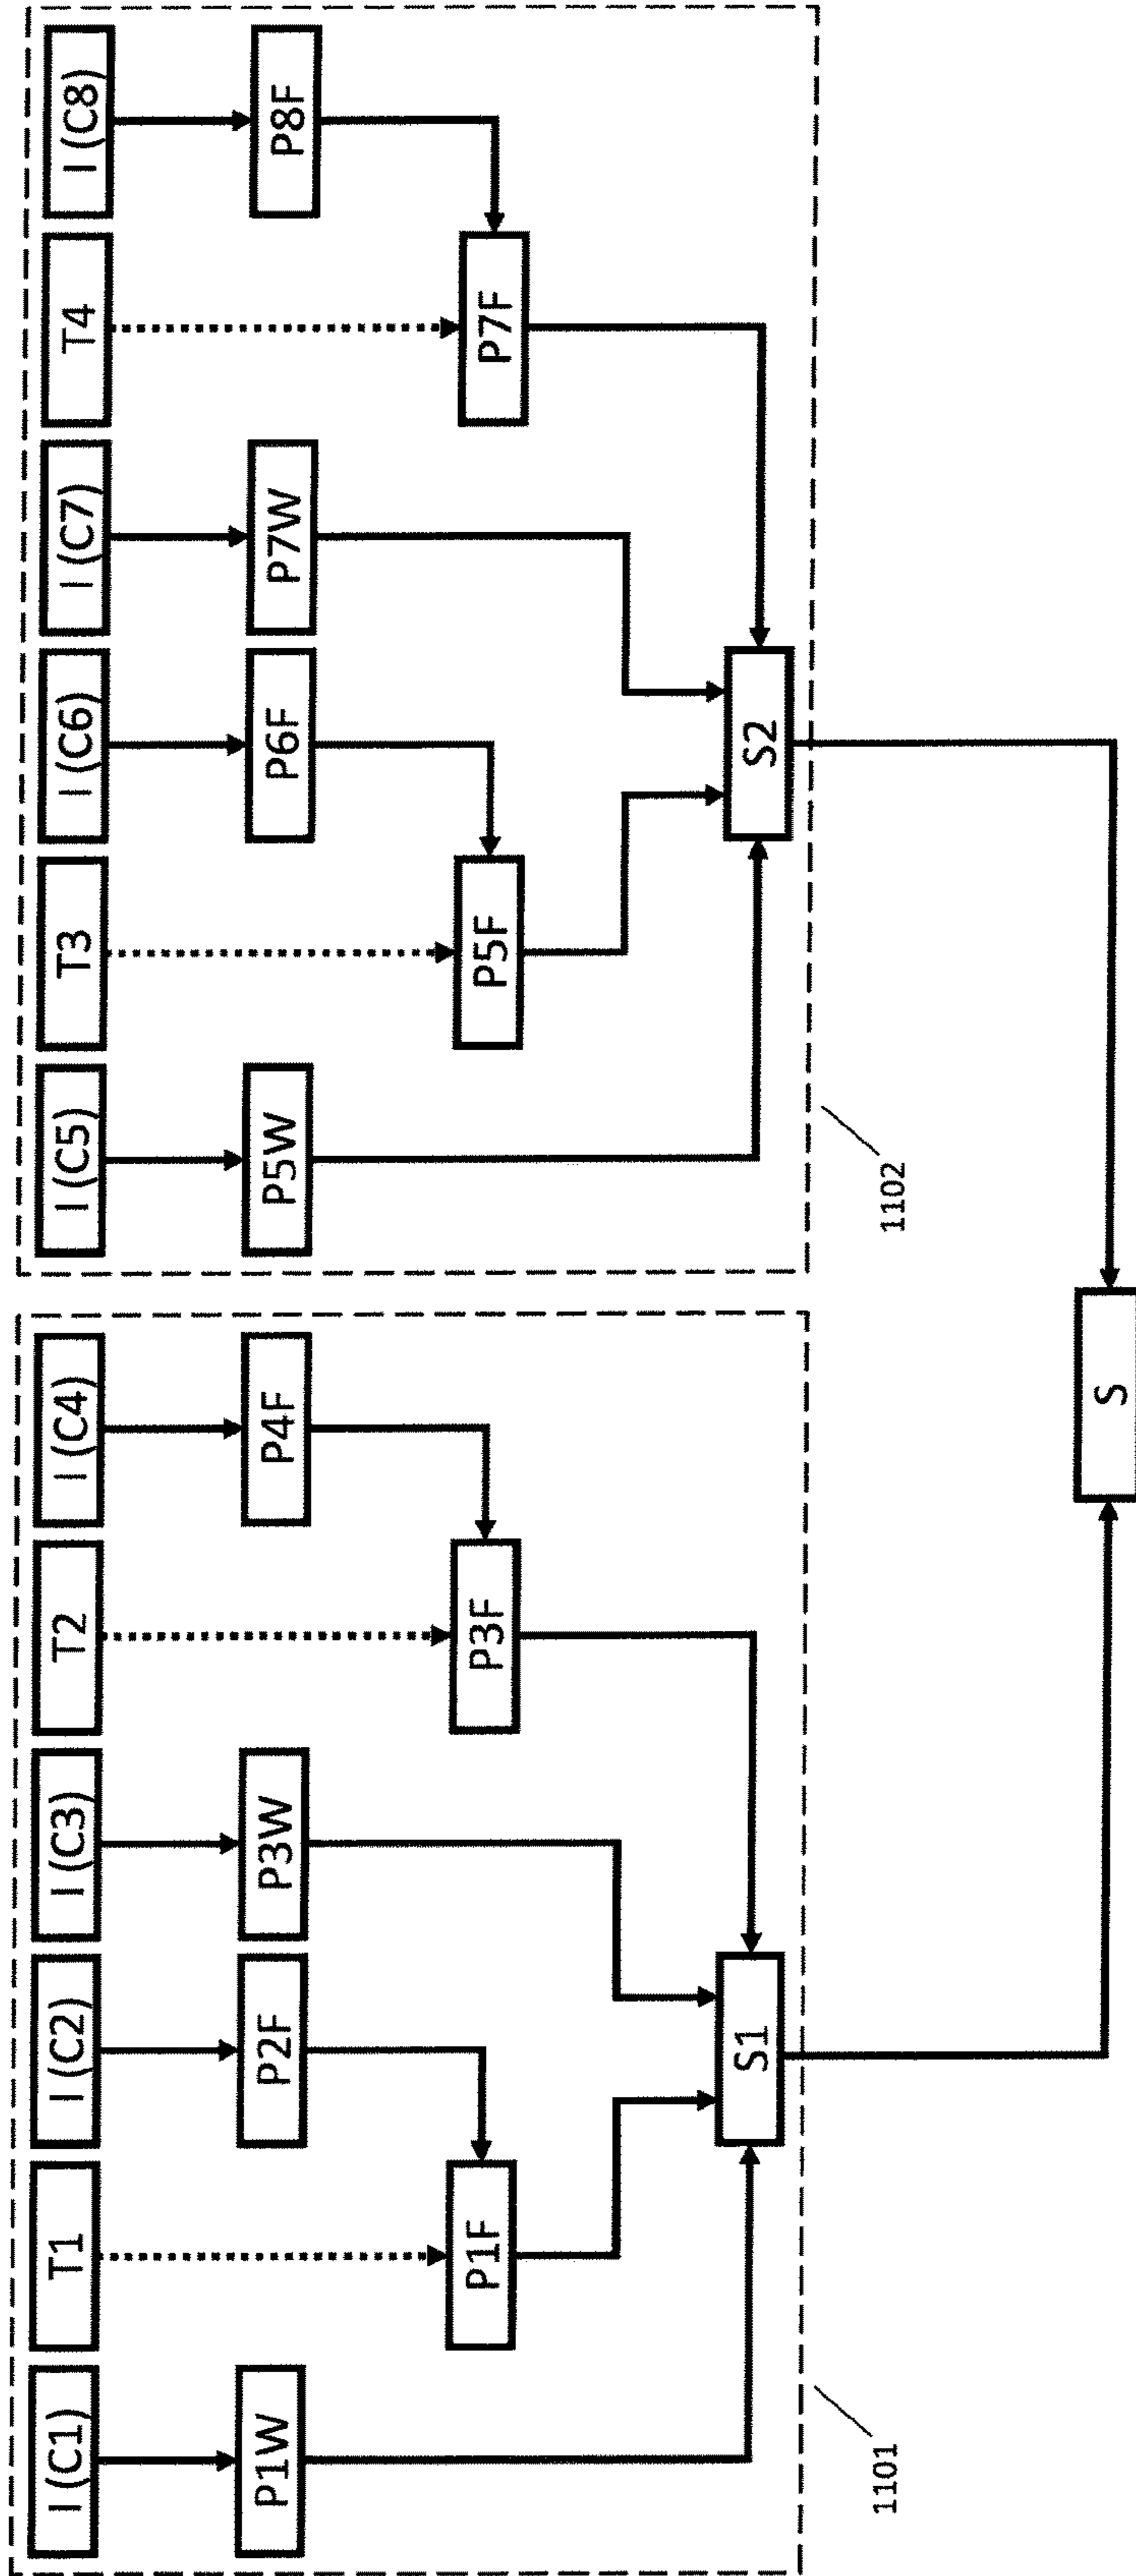 I (C1) T1 I (C2) I (C3) T2 I (C4) I (C5) T3 I (C6) I (C7) T4 I (C8)
P1W P2F P3W P4F P5W P6F P7W P8F
P1F P3F P5F P7F
S1 S2
1101 1102
S